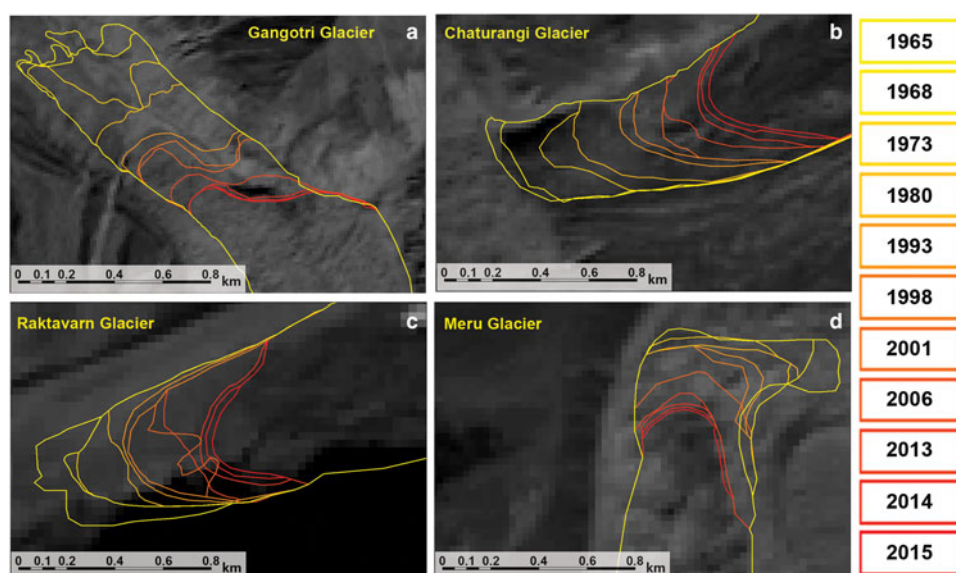 Gangotri Glacier a
0 0.1 0.2 0.4 0.6 0.8
km
Chaturangi Glacier b
0 0.1 0.2 0.4 0.6 0.8
km
Raktavarn Glacier c
0 0.1 0.2 0.4 0.6 0.8
km
Meru Glacier d
0 0.1 0.2 0.4 0.6 0.8
km
1965
1968
1973
1980
1993
1998
2001
2006
2013
2014
2015